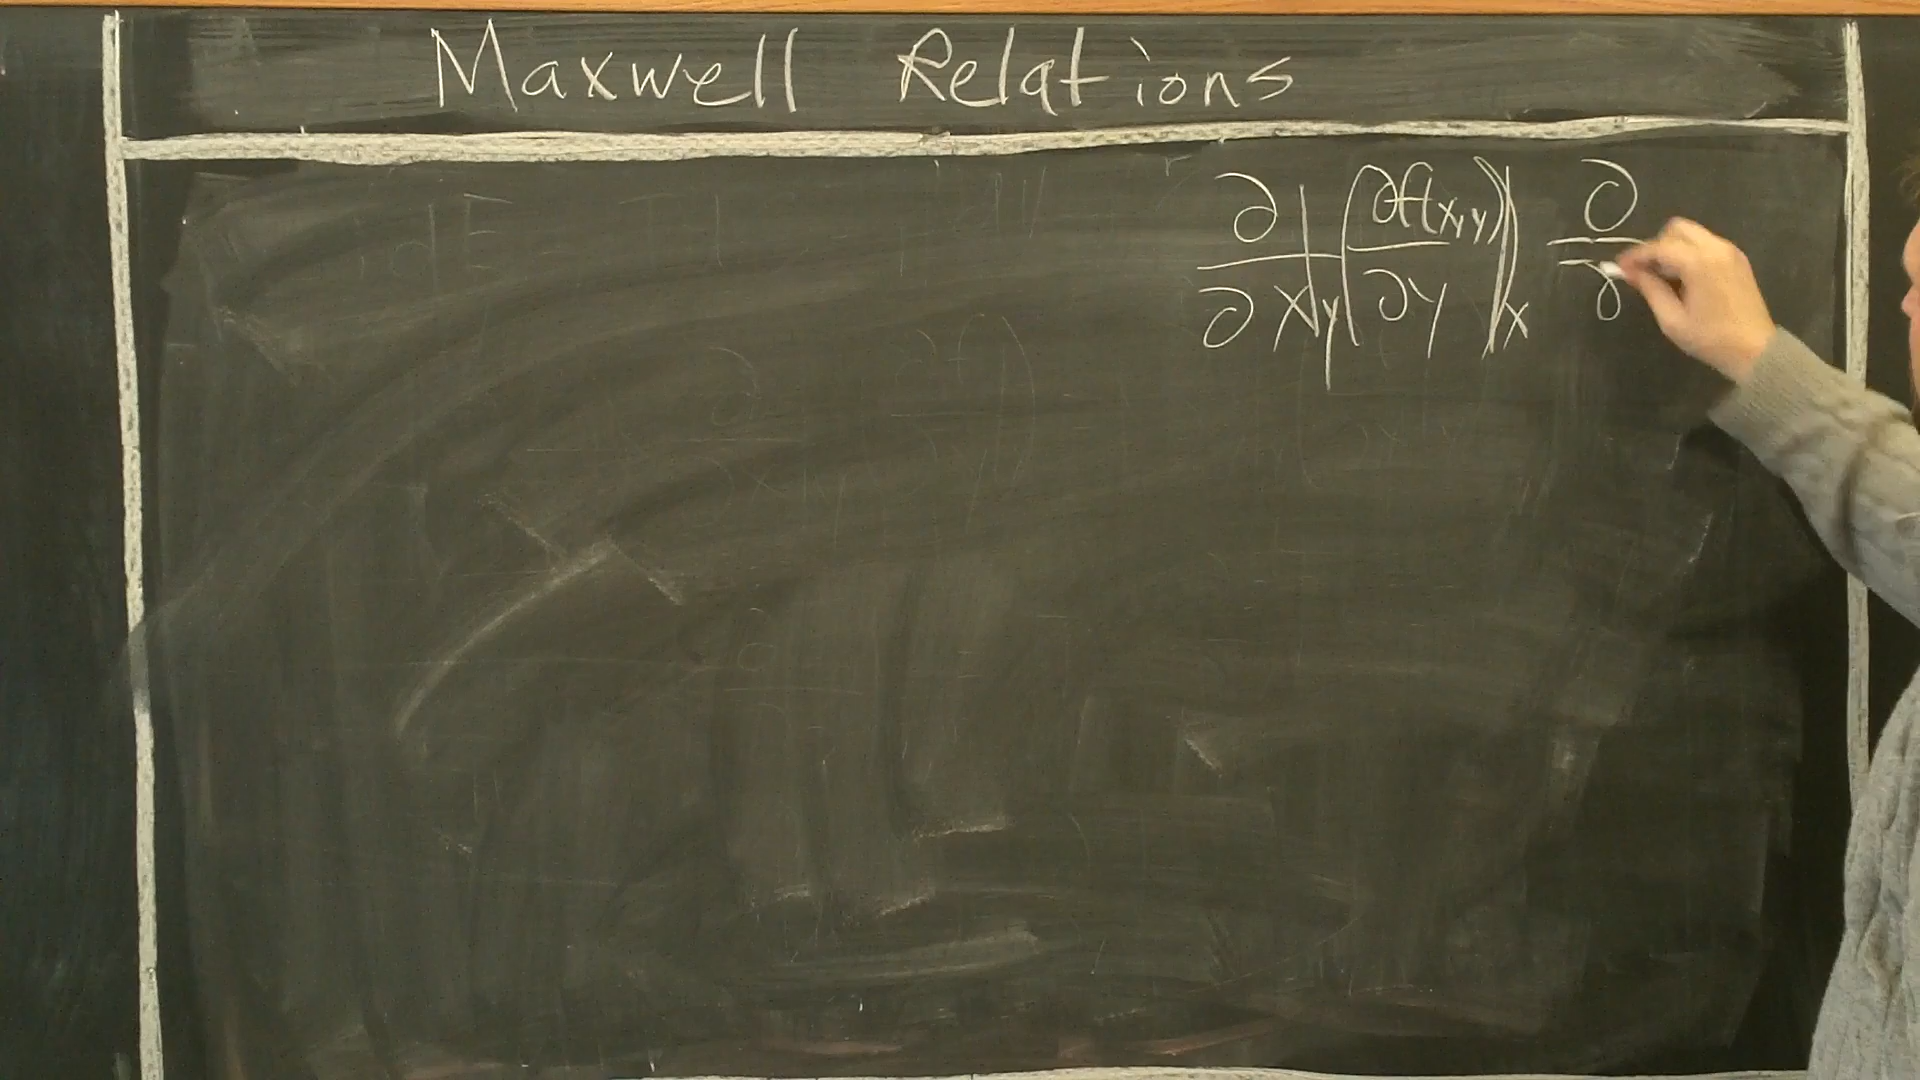 Maxwell Relations
∂/∂x|y (∂f(x,y)/∂y)|x = ∂/∂